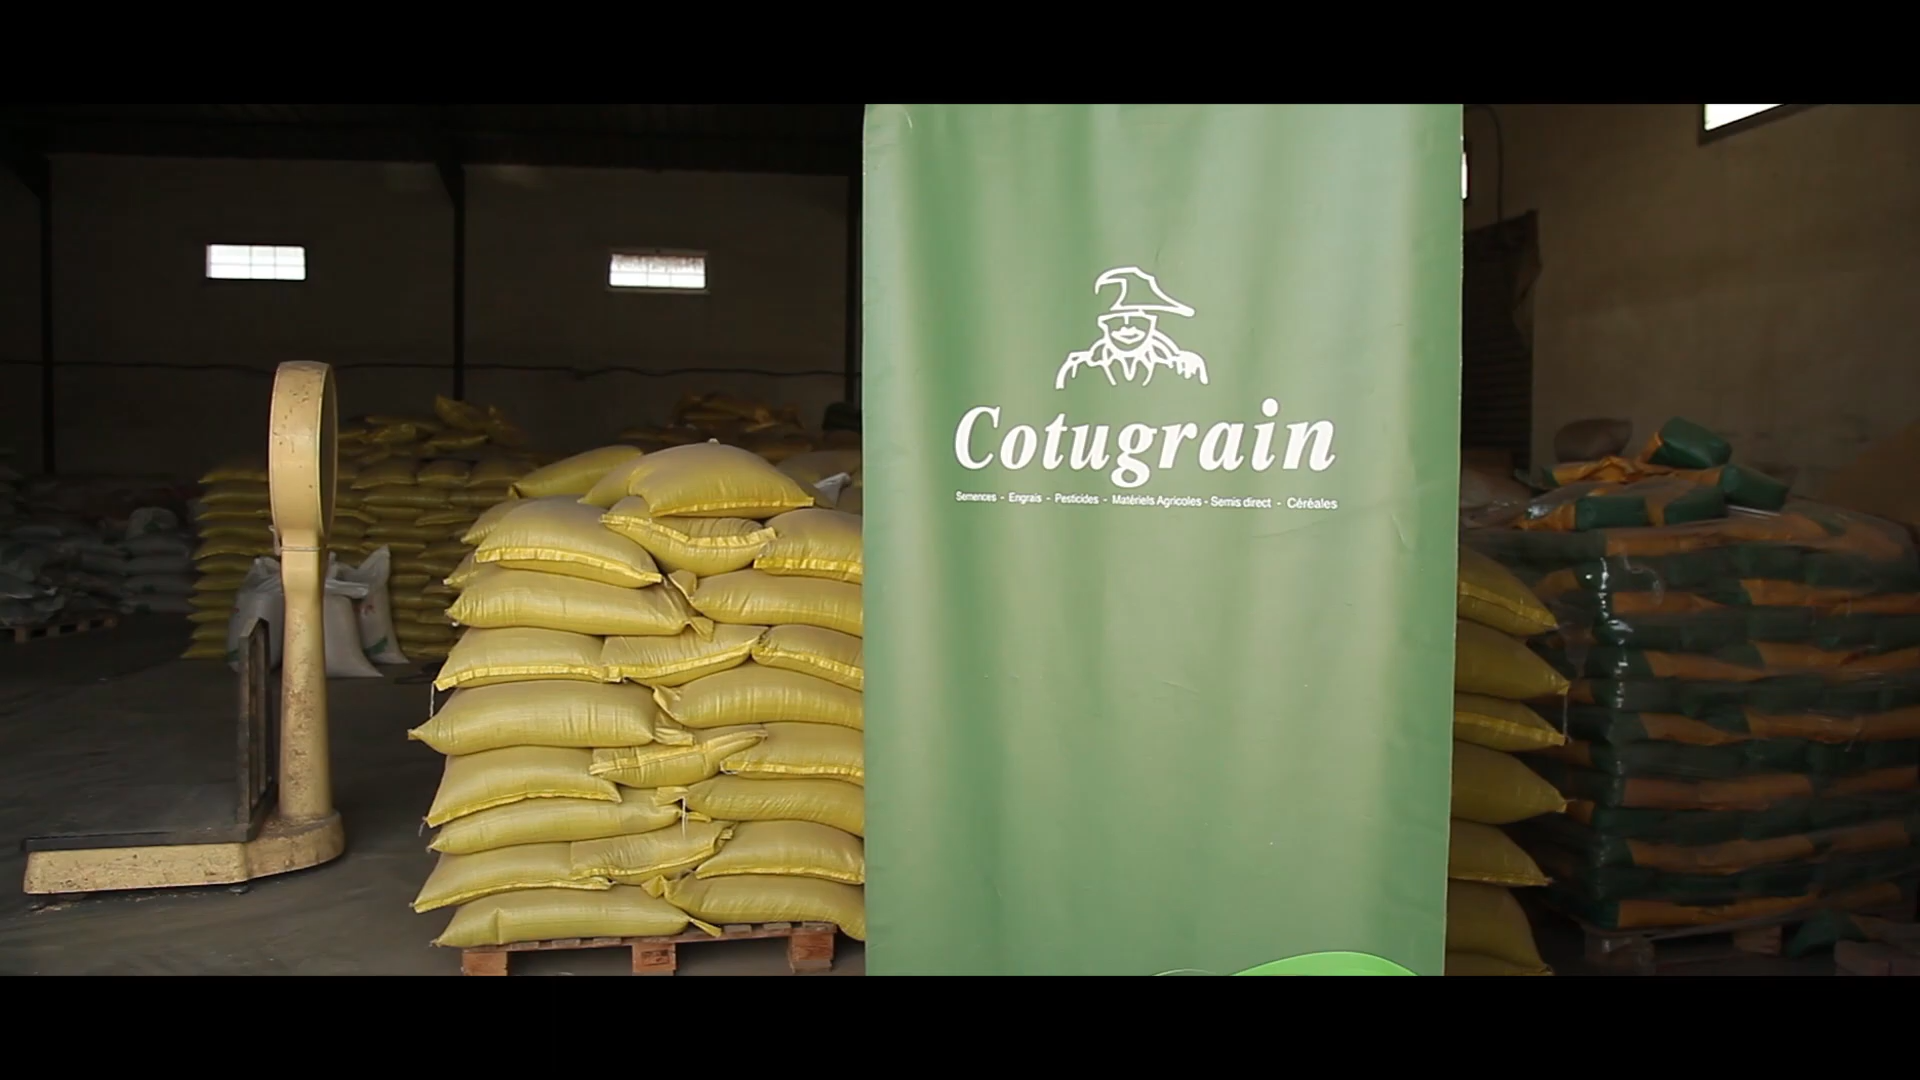 Cotugrain
Semences - Engrais - Pesticides - Matériels Agricoles - Semis direct - Céréales